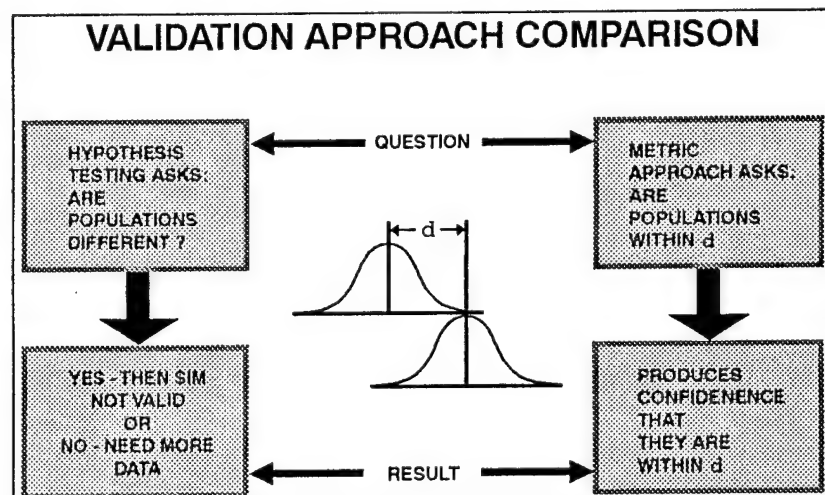 VALIDATION APPROACH COMPARISON
HYPOTHESIS
TESTING ASKS:
ARE
POPULATIONS
DIFFERENT ?
QUESTION
METRIC
APPROACH ASKS:
ARE
POPULATIONS
WITHIN d
d
YES - THEN SIM
NOT VALID
OR
NO - NEED MORE
DATA
RESULT
PRODUCES
CONFIDENENCE
THAT
THEY ARE
WITHIN d